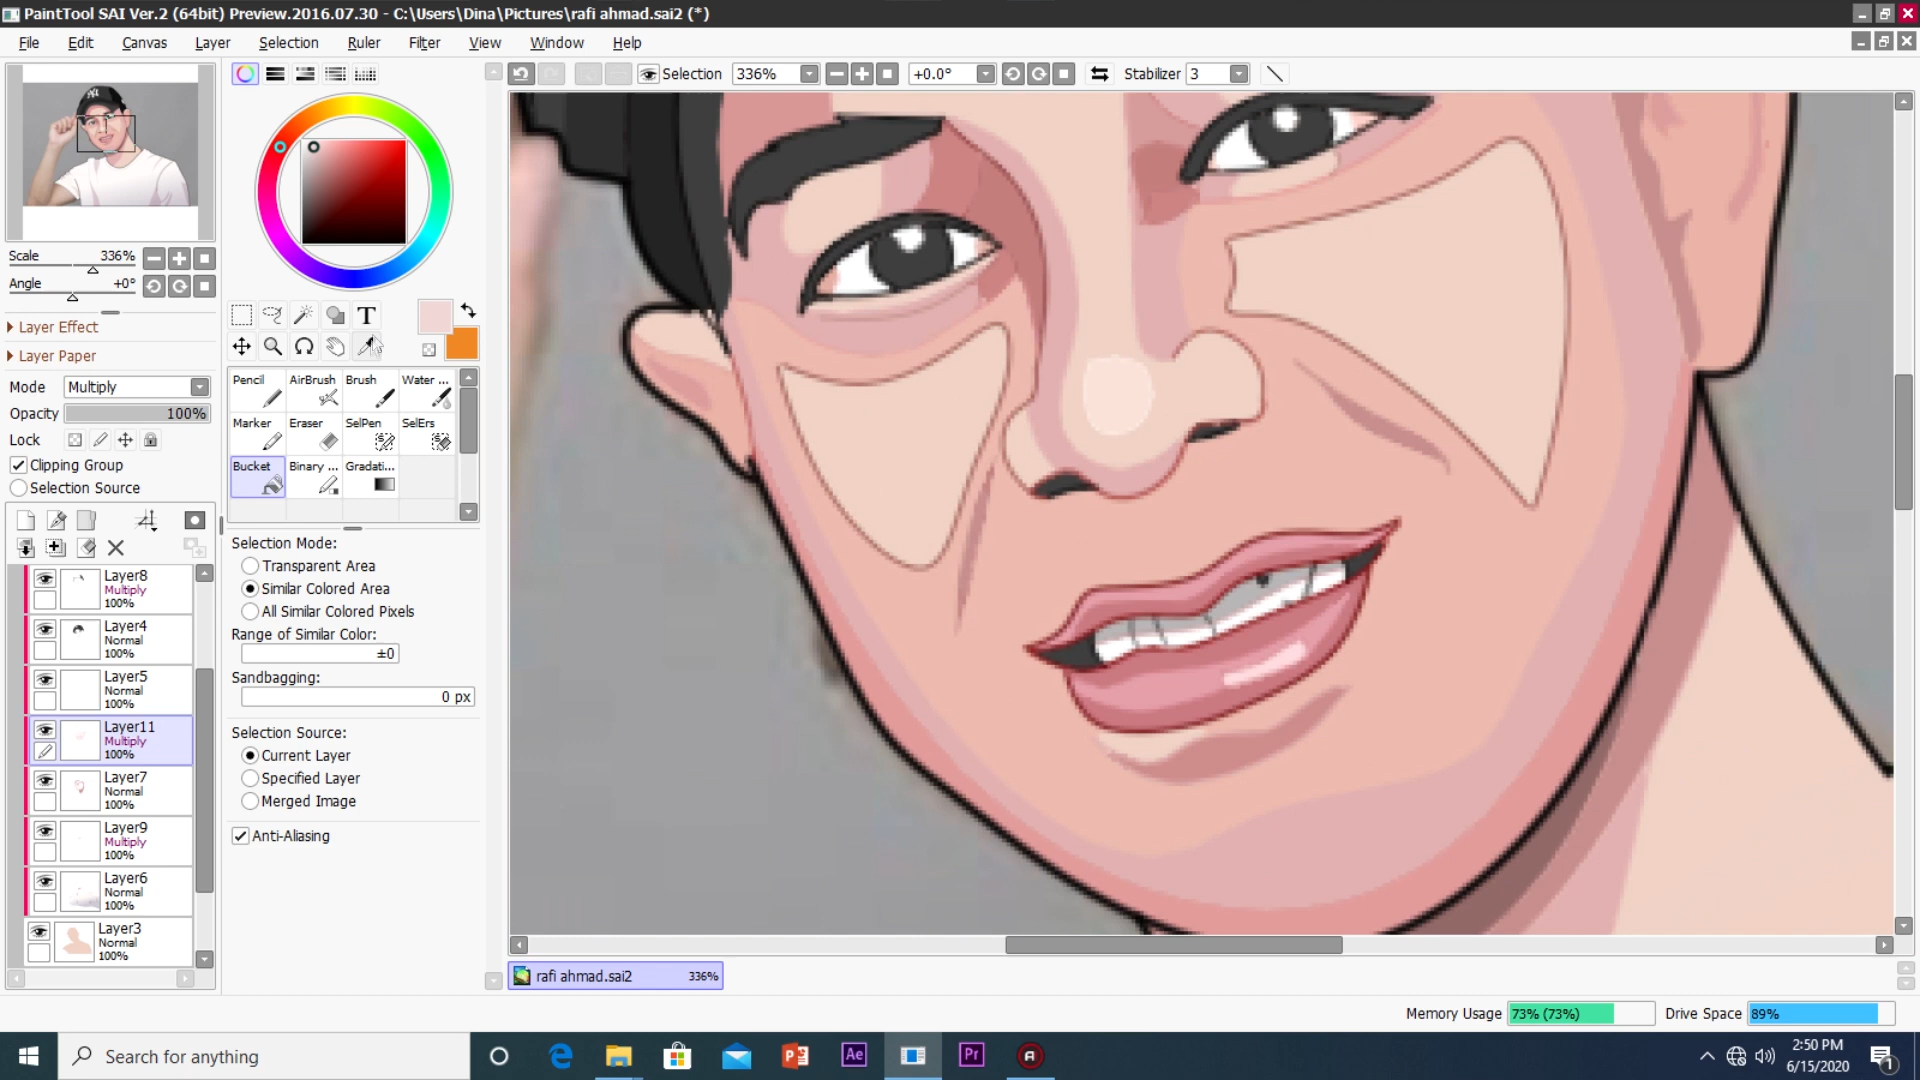 PaintTool SAI Ver.2 (64bit) Preview.2016.07.30 - C:\Users\Dina\Pictures\rafi ahmad.sai2 (*)
File Edit Canvas Layer Selection Ruler Filter View Window Help
Selection 336% +0.0° Stabilizer 3
Scale 336%
Angle +0°
Layer Effect
Layer Paper
Mode Multiply
Opacity 100%
Lock
Clipping Group
Selection Source
Layer8
Multiply
100%
Layer4
Normal
100%
Layer5
Normal
100%
Layer11
Multiply
100%
Layer7
Normal
100%
Layer9
Multiply
100%
Layer6
Normal
100%
Layer3
Normal
100%
T
Pencil AirBrush Brush Water ...
Marker Eraser SelPen SelErs
Bucket Binary ... Gradati...
Selection Mode:
Transparent Area
Similar Colored Area
All Similar Colored Pixels
Range of Similar Color:
±0
Sandbagging:
0 px
Selection Source:
Current Layer
Specified Layer
Merged Image
Anti-Aliasing
rafi ahmad.sai2 336%
Memory Usage 73% (73%) Drive Space 89%
Search for anything
Ae
Pr
2:50 PM
6/15/2020
1